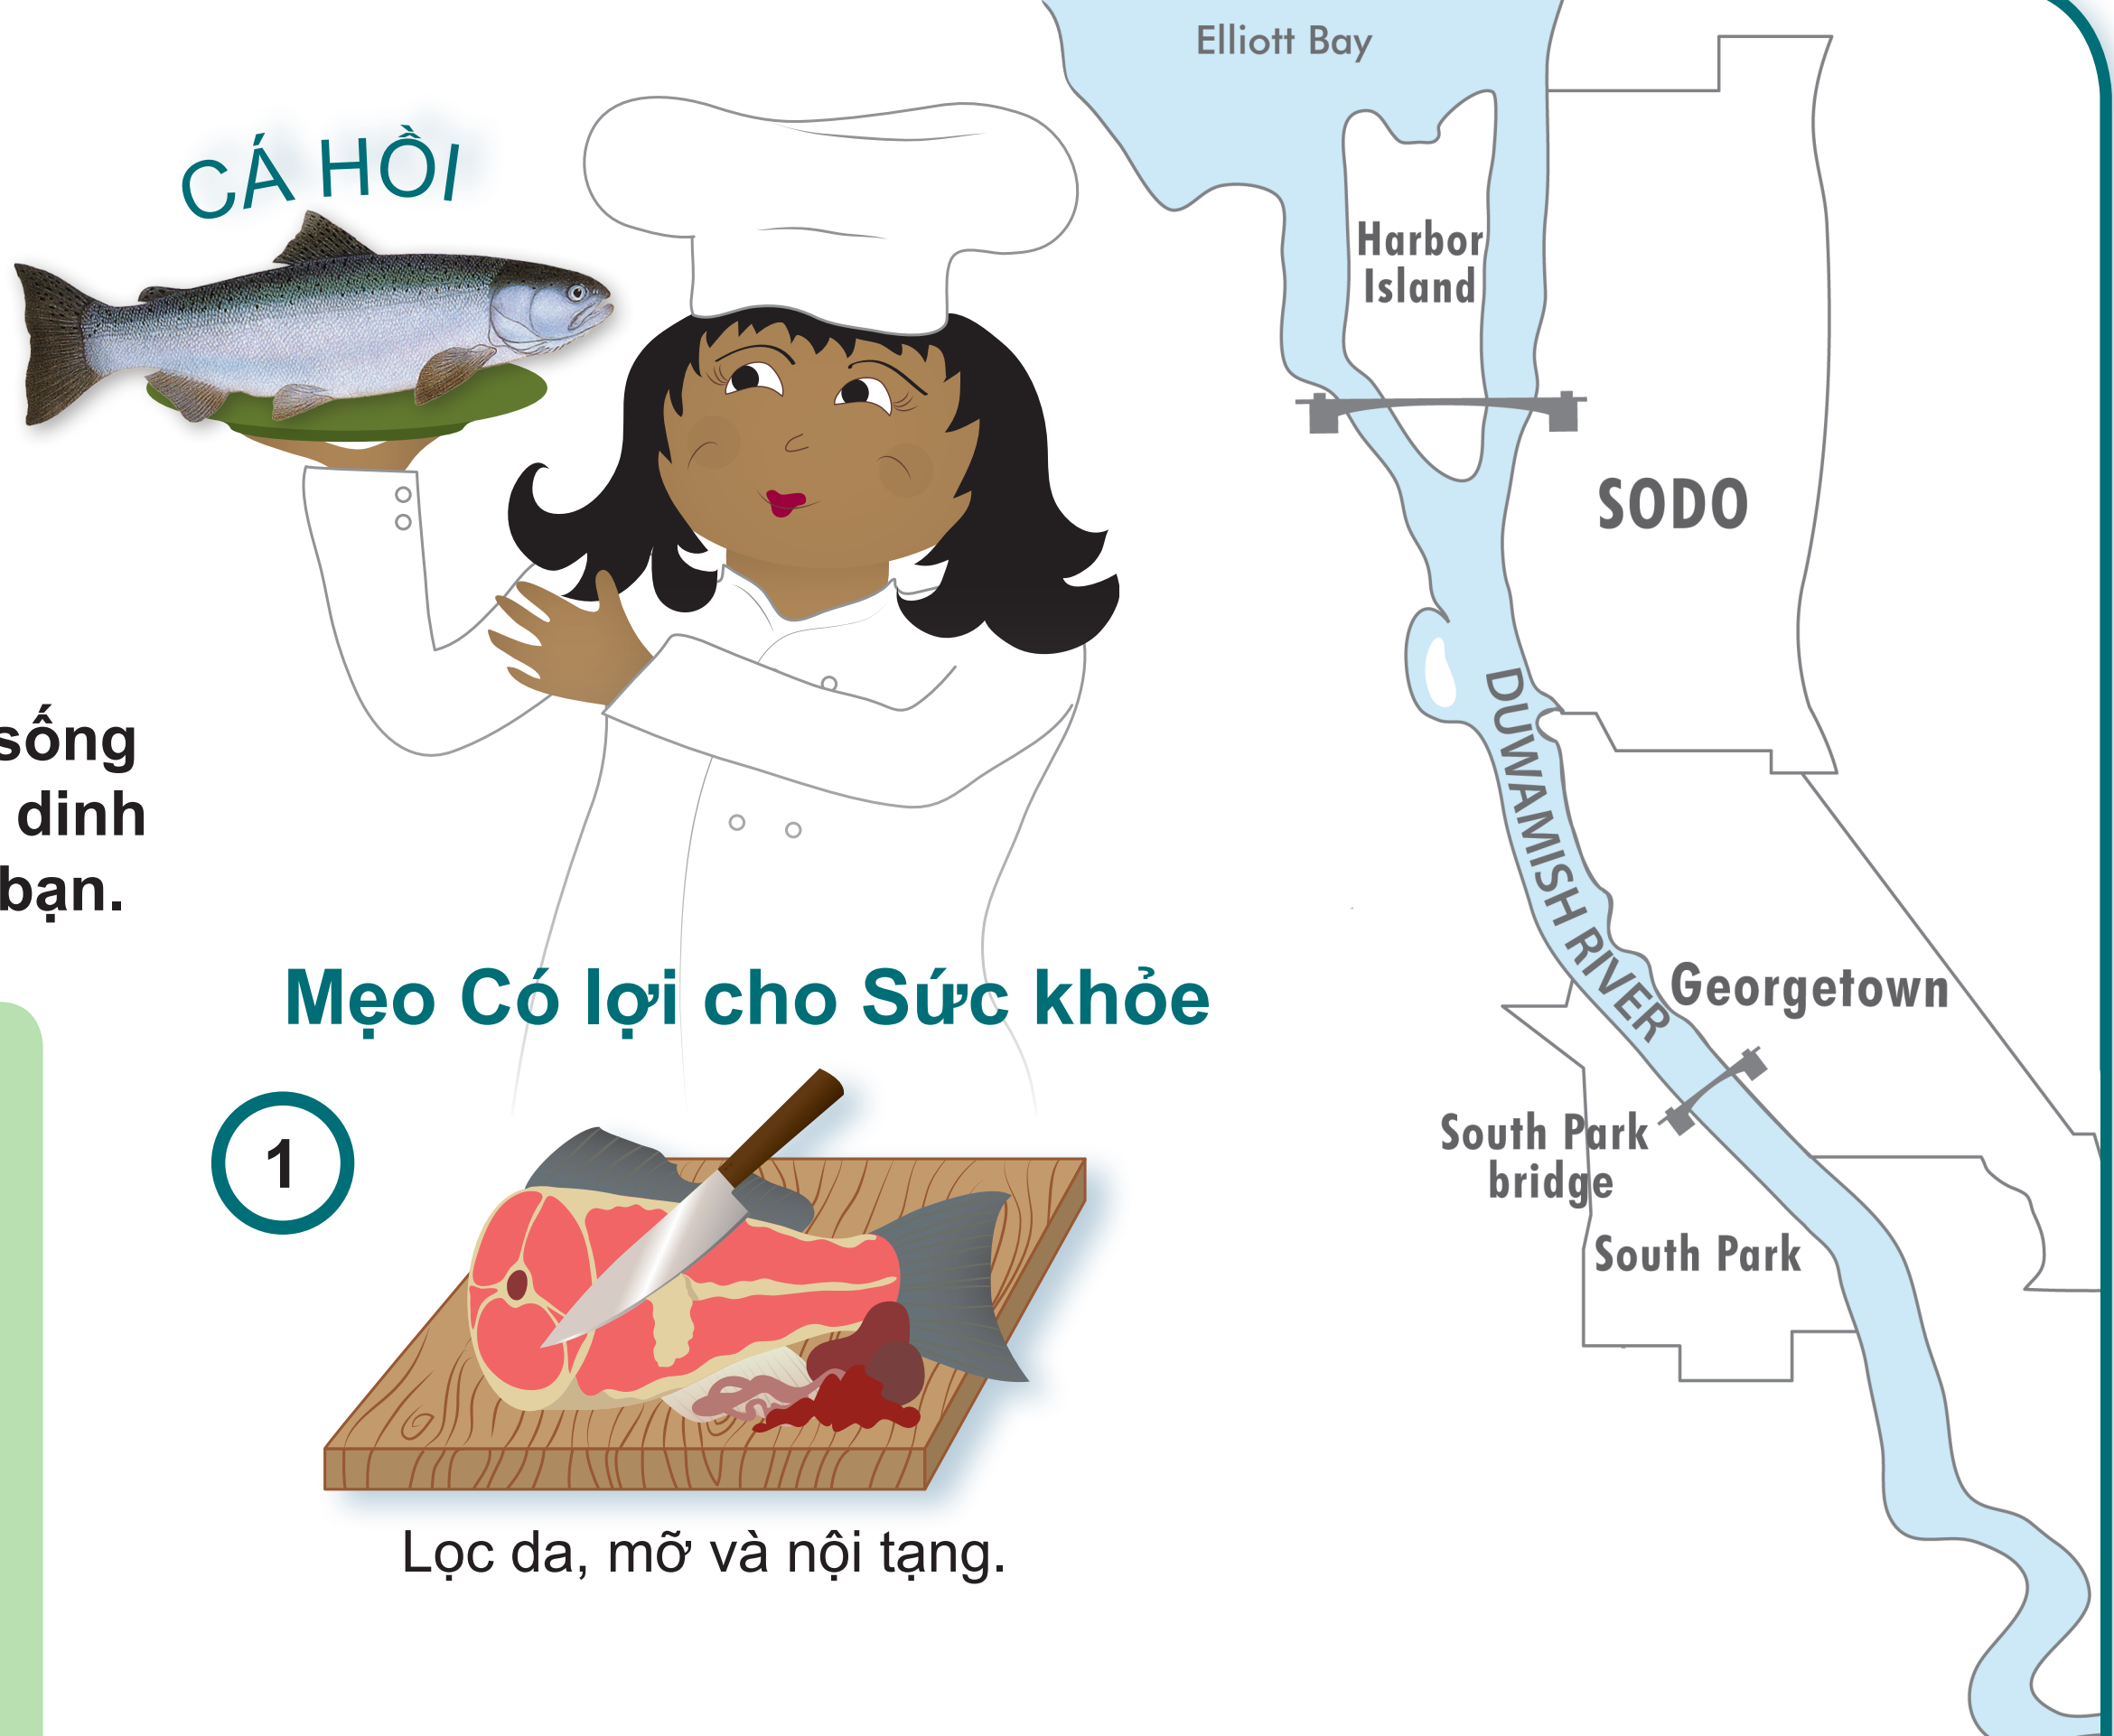 CÁ HỒI
sống
dinh
bạn.
Mẹo Có lợi cho Sức khỏe
1
Lọc da, mỡ và nội tạng.
Elliott Bay
Harbor
Island
SODO
DUWAMISH RIVER
Georgetown
South Park
bridge
South Park